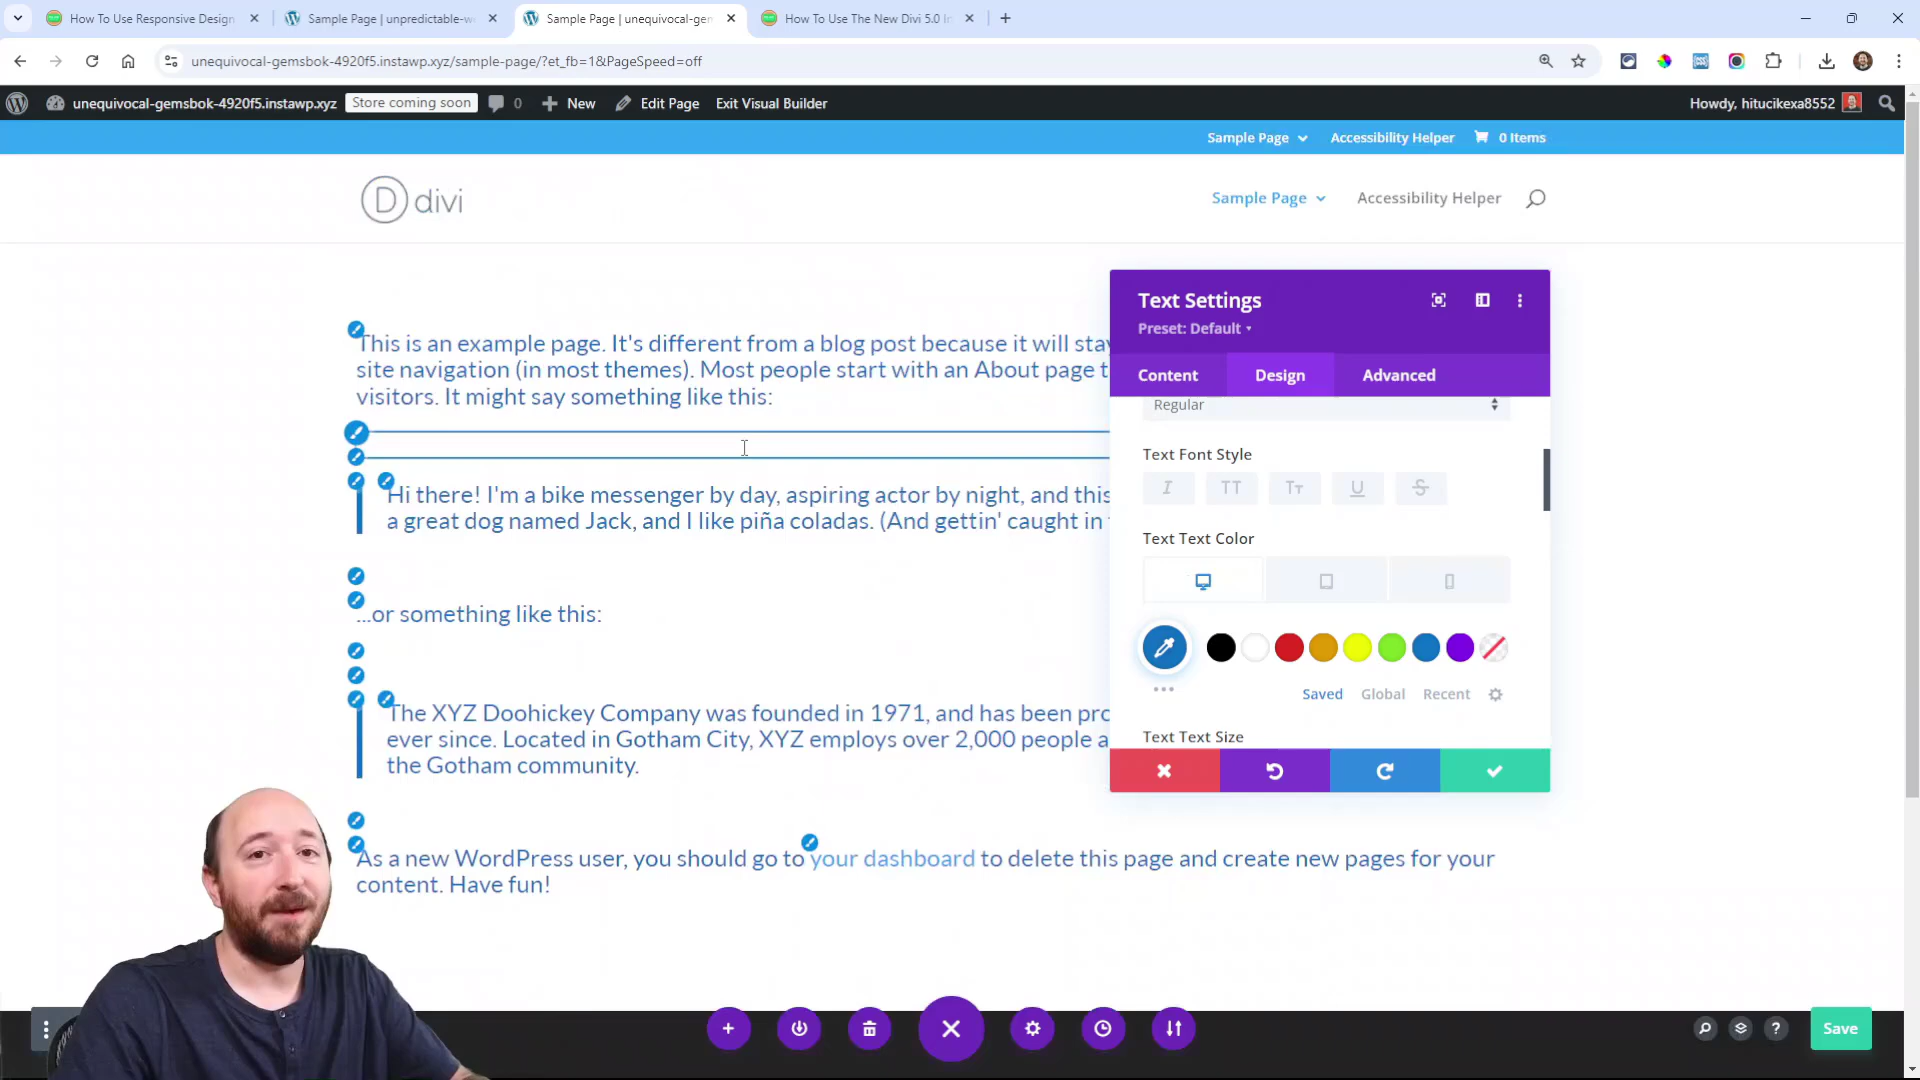 How To Use Responsive Design
Sample Page | unpredictable-w
Sample Page | unequivocal-gem
How To Use The New Divi 5.0 I
unequivocal-gemsbok-4920f5.instawp.xyz/sample-page/?et_fb=1&PageSpeed=off
unequivocal-gemsbok-4920f5.instawp.xyz
Store coming soon
0
New
Edit Page
Exit Visual Builder
Howdy, hitucikexa8552
Sample Page
Accessibility Helper
0 Items
D divi
Sample Page
Accessibility Helper
This is an example page. It's different from a blog post because it will stay
site navigation (in most themes). Most people start with an About page t
visitors. It might say something like this:
Hi there! I'm a bike messenger by day, aspiring actor by night, and this
a great dog named Jack, and I like piña coladas. (And gettin' caught in
...or something like this:
The XYZ Doohickey Company was founded in 1971, and has been pro
ever since. Located in Gotham City, XYZ employs over 2,000 people a
the Gotham community.
As a new WordPress user, you should go to your dashboard to delete this page and create new pages for your
content. Have fun!
Text Settings
Preset: Default
Content
Design
Advanced
Regular
Text Font Style
I
TT
Tт
U
S
Text Text Color
Saved
Global
Recent
Text Text Size
?
Save